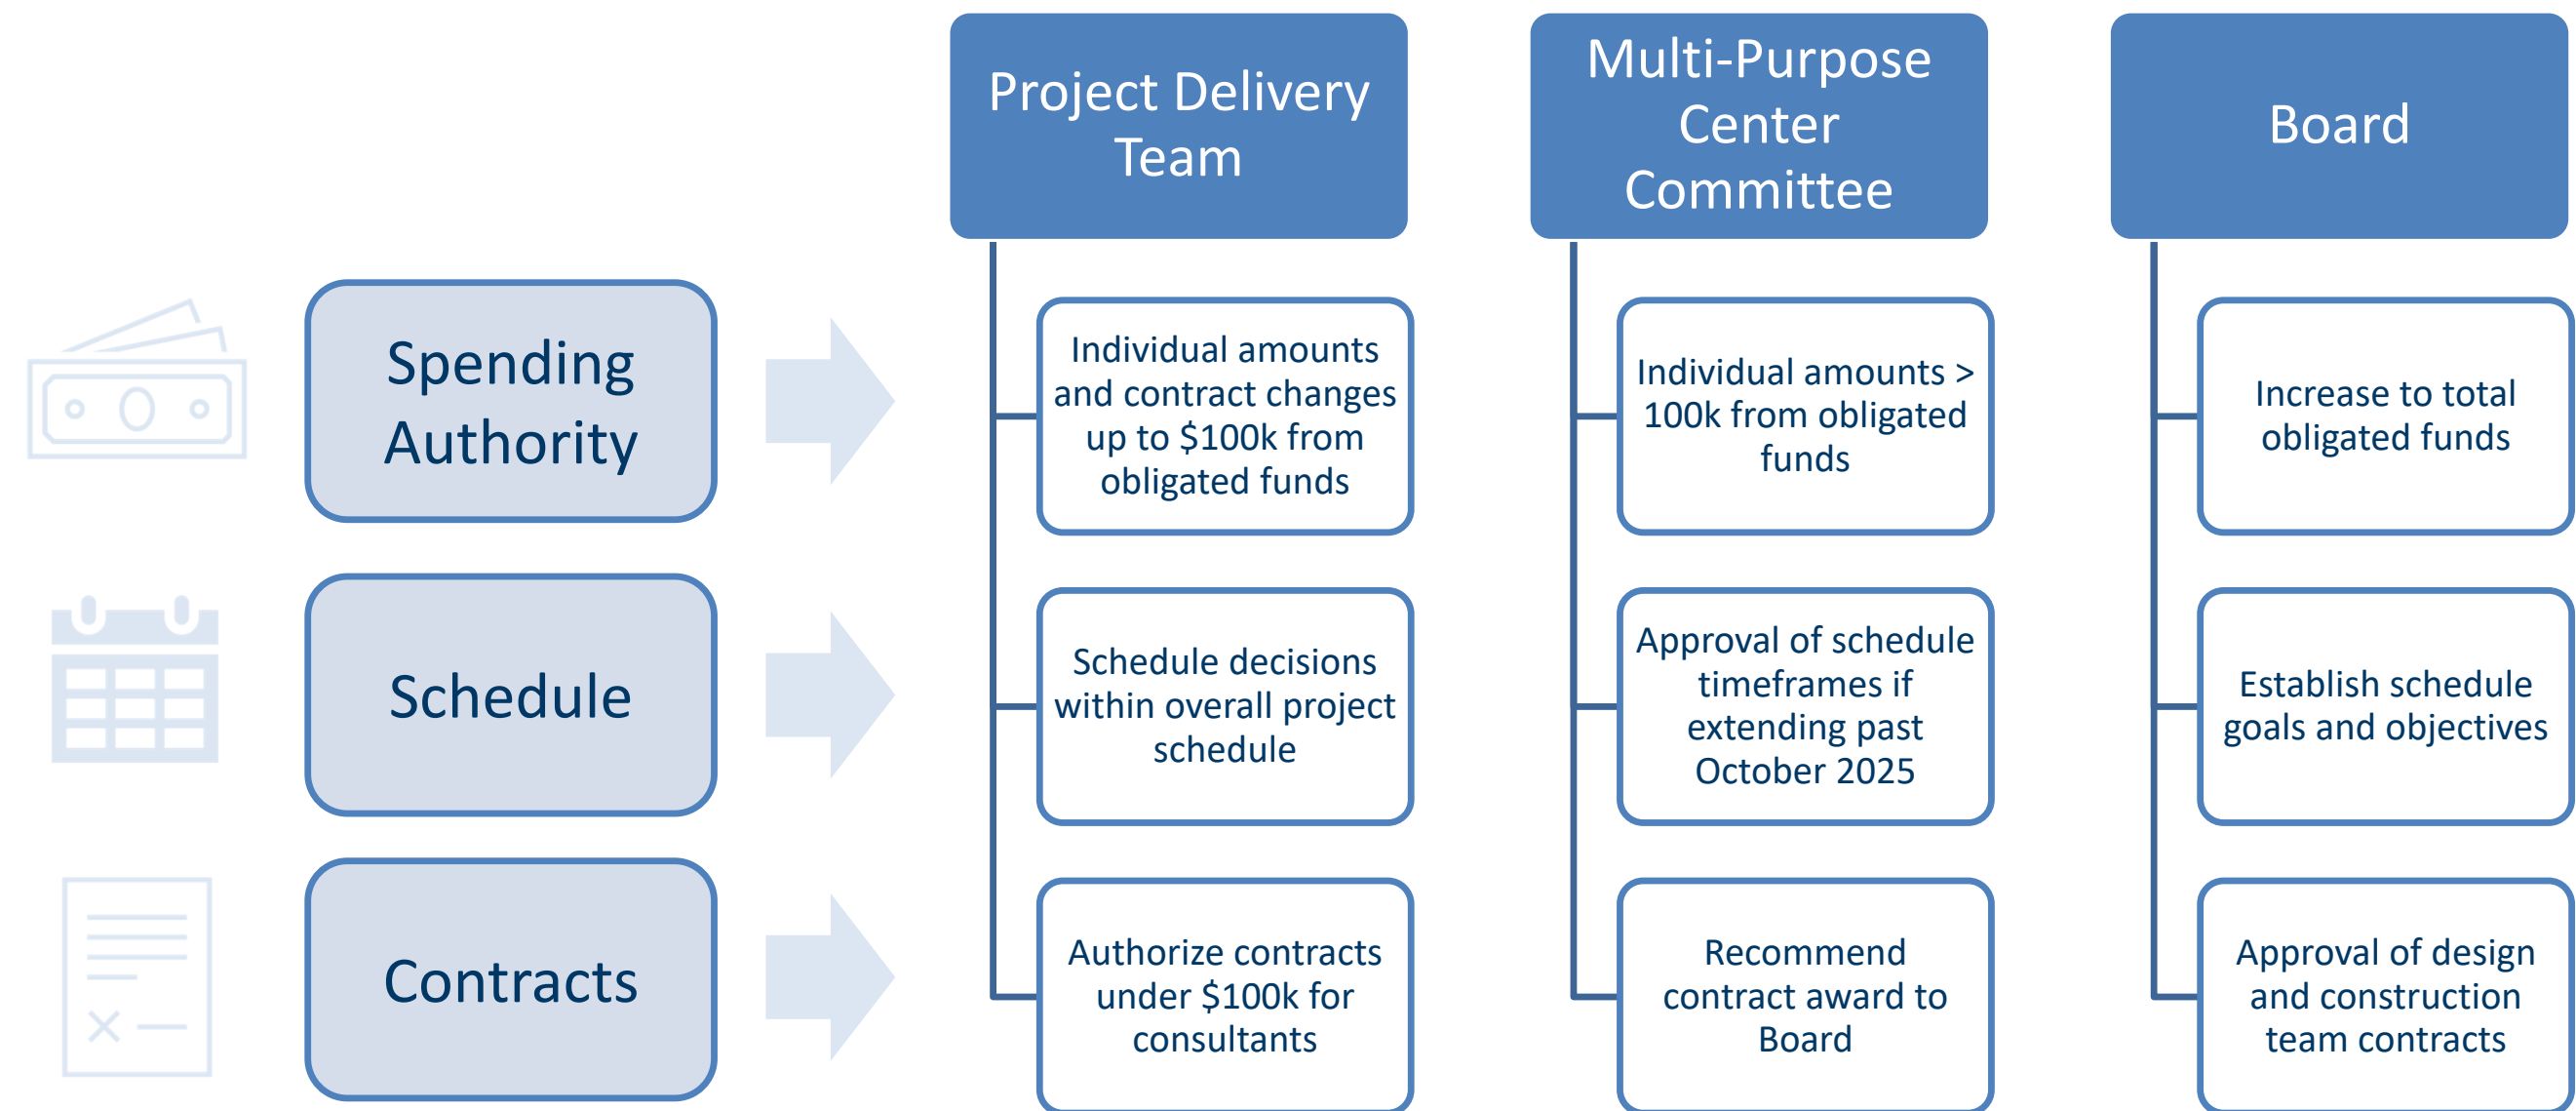 Project Delivery
Team
Multi-Purpose
Center
Committee
Board
Spending
Authority
Individual amounts
and contract changes
up to $100k from
obligated funds
Individual amounts >
100k from obligated
funds
Increase to total
obligated funds
Schedule
Schedule decisions
within overall project
schedule
Approval of schedule
timeframes if
extending past
October 2025
Establish schedule
goals and objectives
Contracts
Authorize contracts
under $100k for
consultants
Recommend
contract award to
Board
Approval of design
and construction
team contracts